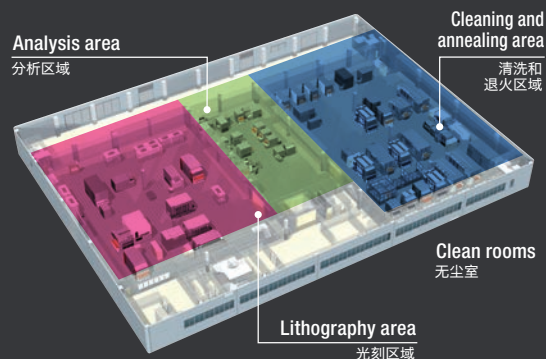 Analysis area
分析区域
Cleaning and
annealing area
清洗和
退火区域
Clean rooms
无尘室
Lithography area
光刻区域